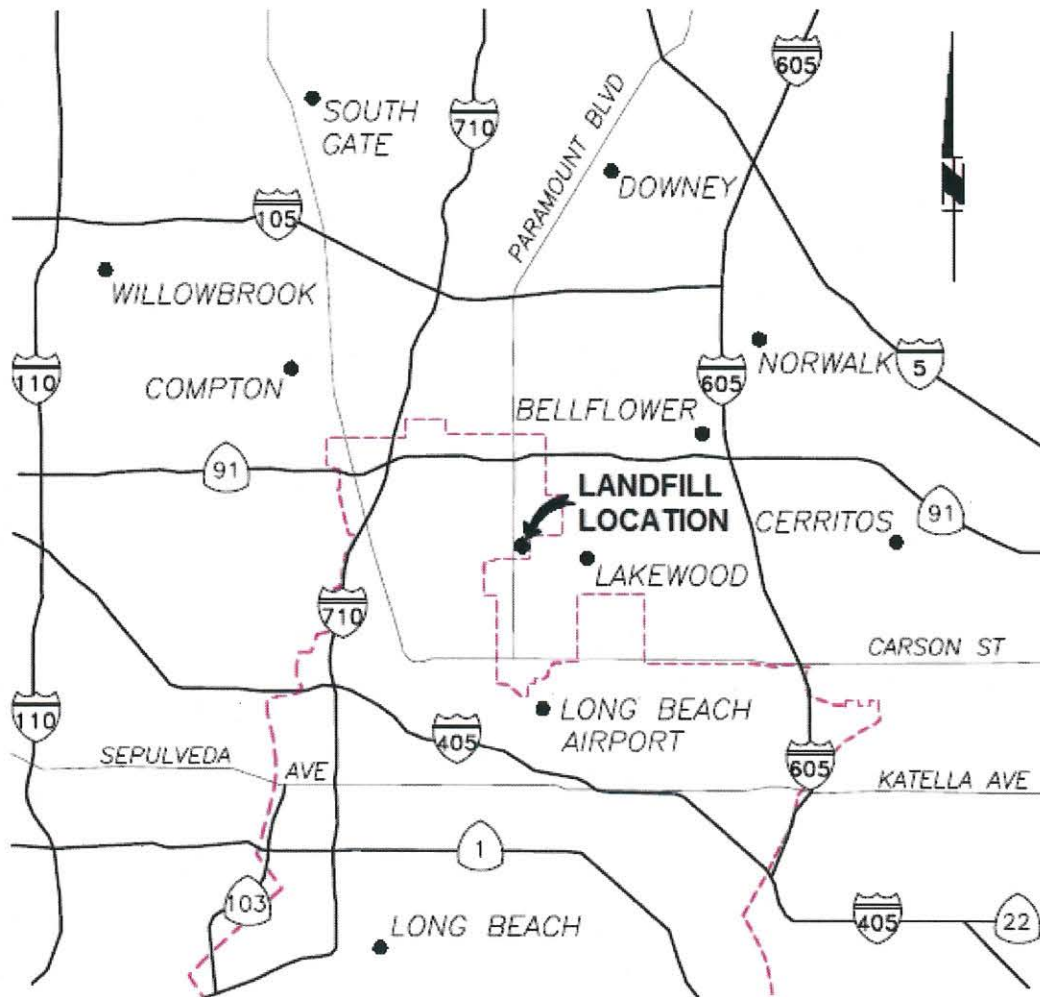 605
SOUTH
GATE
710
PARAMOUNT BLVD
DOWNEY
N
105
WILLOWBROOK
110
COMPTON
605
NORWALK
5
BELLFLOWER
91
LANDFILL
LOCATION
CERRITOS
91
LAKEWOOD
710
CARSON ST
110
LONG BEACH
AIRPORT
405
SEPULVEDA
AVE
605
KATELLA AVE
1
103
LONG BEACH
405
22